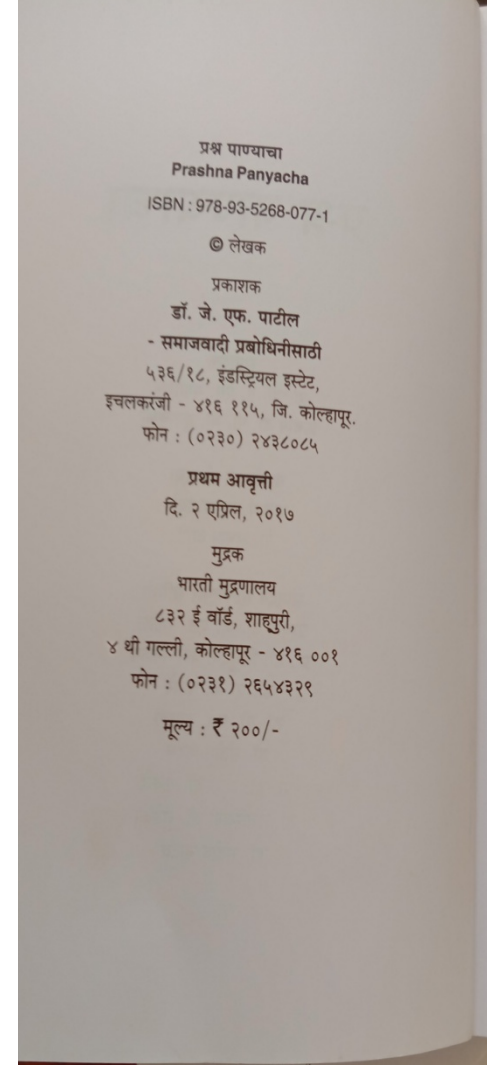 प्रश्न पाण्याचा
Prashna Panyacha
ISBN : 978-93-5268-077-1
© लेखक
प्रकाशक
डॉ. जे. एफ. पाटील
- समाजवादी प्रबोधिनीसाठी
५३६/१८, इंडस्ट्रियल इस्टेट,
इचलकरंजी - ४१६ ११५, जि. कोल्हापूर.
फोन : (०२३०) २४३८०८५
प्रथम आवृत्ती
दि. २ एप्रिल, २०१७
मुद्रक
भारती मुद्रणालय
८३२ ई वॉर्ड, शाहूपुरी,
४ थी गल्ली, कोल्हापूर - ४१६ ००१
फोन : (०२३१) २६५४३२९
मूल्य : ₹ २००/-